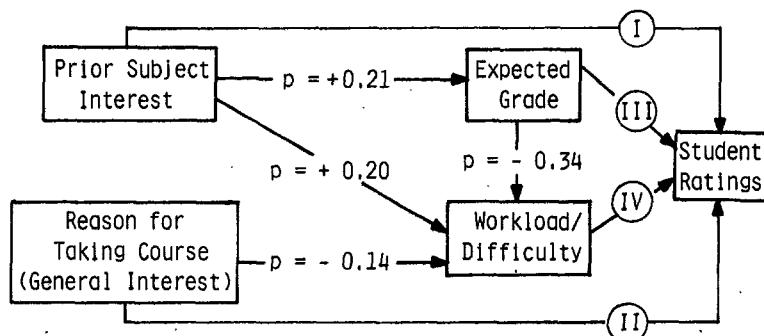 I
Prior Subject
Interest
p = +0.21
Expected
Grade
III
p = + 0.20
p = - 0.34
Student
Ratings
Reason for
Taking Course
(General Interest)
p = - 0.14
Workload/
Difficulty
IV
II